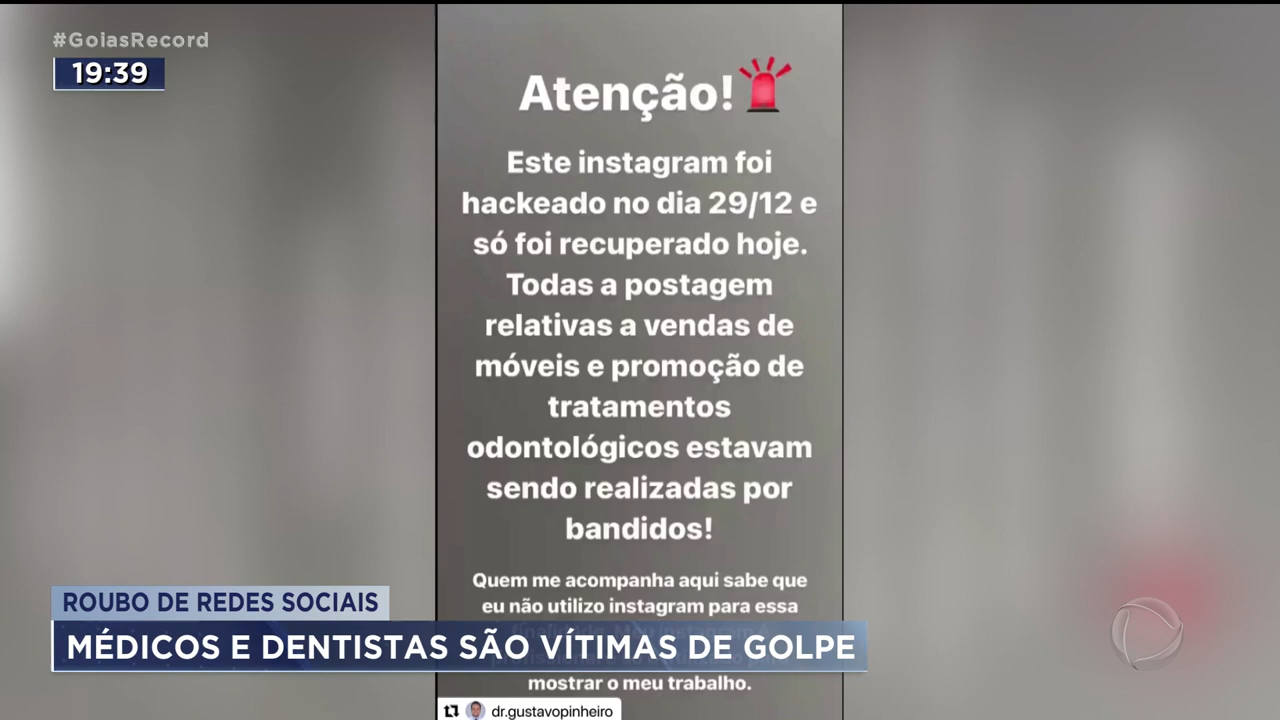 #GoiasRecord
19:39
Atenção!
Este instagram foi
hackeado no dia 29/12 e
só foi recuperado hoje.
Todas a postagem
relativas a vendas de
móveis e promoção de
tratamentos
odontológicos estavam
sendo realizadas por
bandidos!
Quem me acompanha aqui sabe que
eu não utilizo instagram para essa
mostrar o meu trabalho.
ROUBO DE REDES SOCIAIS
MÉDICOS E DENTISTAS SÃO VÍTIMAS DE GOLPE
dr.gustavopinheiro